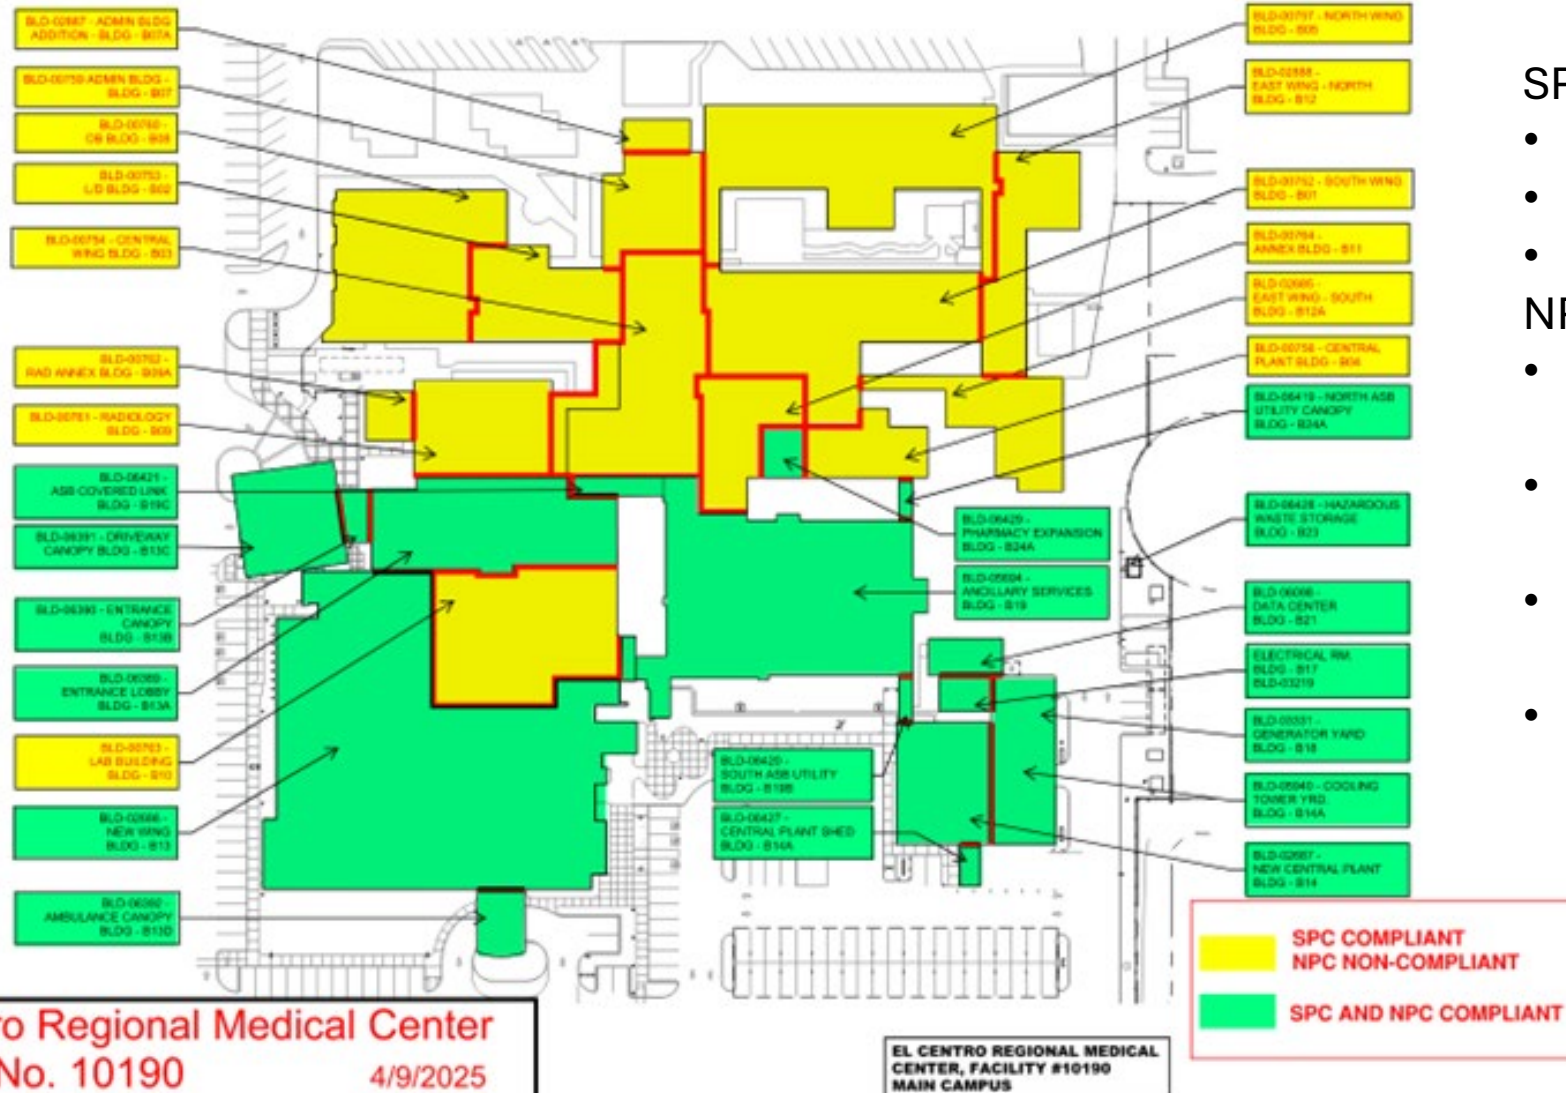 BLD-02887 - ADMIN BLDG
ADDITION - BLDG - B07A
BLD-00759 ADMIN BLDG -
BLDG - B07
BLD-00760 -
OB BLDG - B08
BLD-00753 -
L/D BLDG - B02
BLD-00754 - CENTRAL
WING BLDG - B03
BLD-00762 -
RAD ANNEX BLDG - B09A
BLD-00761 - RADIOLOGY
BLDG - B09
BLD-06421 -
ASB COVERED LINK
BLDG - B19C
BLD-06391 - DRIVEWAY
CANOPY BLDG - B13C
BLD-06390 - ENTRANCE
CANOPY
BLDG - B13B
BLD-06389 -
ENTRANCE LOBBY
BLDG - B13A
BLD-00763 -
LAB BUILDING
BLDG - B10
BLD-02886 -
NEW WING
BLDG - B13
BLD-06392 -
AMBULANCE CANOPY
BLDG - B13D
BLD-00757 - NORTH WING
BLDG - B05
BLD-02888 -
EAST WING - NORTH
BLDG - B12
BLD-00752 - SOUTH WING
BLDG - B01
BLD-00764 -
ANNEX BLDG - B11
BLD-02885 -
EAST WING - SOUTH
BLDG - B12A
BLD-00756 - CENTRAL
PLANT BLDG - B04
BLD-06419 - NORTH ASB
UTILITY CANOPY
BLDG - B24A
BLD-06428 - HAZARDOUS
WASTE STORAGE
BLDG - B23
BLDG - B21
DATA CENTER
ELECTRICAL RM.
BLDG - B17
BLD-03219
BLD-03331 -
GENERATOR YARD
BLDG - B18
BLD-05940 - COOLING
TOWER YRD.
BLDG - B14A
BLD-02887 -
NEW CENTRAL PLANT
BLDG - B14
BLD-06429 -
PHARMACY EXPANSION
BLDG - B24A
BLD-05694 -
ANCILLARY SERVICES
BLDG - B19
BLD-06420 -
SOUTH ASB UTILITY
BLDG - B19B
BLD-06427 -
CENTRAL PLANT SHED
BLDG - B14A
SP
•
•
•
NP
•
•
•
•
SPC COMPLIANT
NPC NON-COMPLIANT
SPC AND NPC COMPLIANT
ro Regional Medical Center
No. 10190 4/9/2025
EL CENTRO REGIONAL MEDICAL
CENTER, FACILITY #10190
MAIN CAMPUS